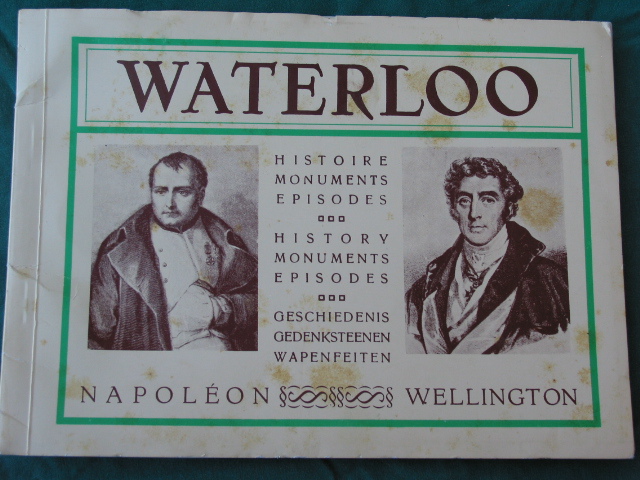 WATERLOO
HISTOIRE
MONUMENTS
EPISODES
HISTORY
MONUMENTS
EPISODES
GESCHIEDENIS
GEDENKSTEENEN
WAPENFEITEN
NAPOLÉON WELLINGTON